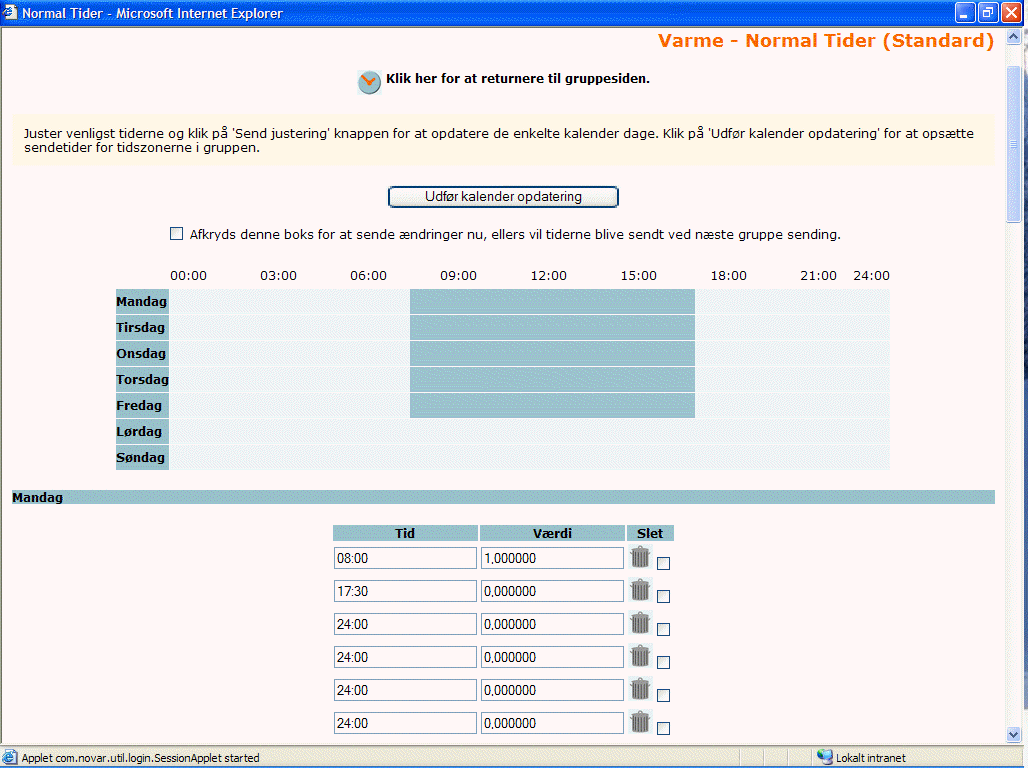 Normal Tider - Microsoft Internet Explorer
Varme - Normal Tider (Standard)
Klik her for at returnere til gruppesiden.
Juster venligst tiderne og klik på 'Send justering' knappen for at opdatere de enkelte kalender dage. Klik på 'Udfør kalender opdatering' for at opsætte
sendetider for tidszonerne i gruppen.
Udfør kalender opdatering
Afkryds denne boks for at sende ændringer nu, ellers vil tiderne blive sendt ved næste gruppe sending.
00:00 03:00 06:00 09:00 12:00 15:00 18:00 21:00 24:00
Mandag
Tirsdag
Onsdag
Torsdag
Fredag
Lørdag
Søndag
Mandag
Tid Værdi Slet
08:00 1,000000
17:30 0,000000
24:00 0,000000
24:00 0,000000
24:00 0,000000
24:00 0,000000
Applet com.novar.util.login.SessionApplet started Lokalt intranet